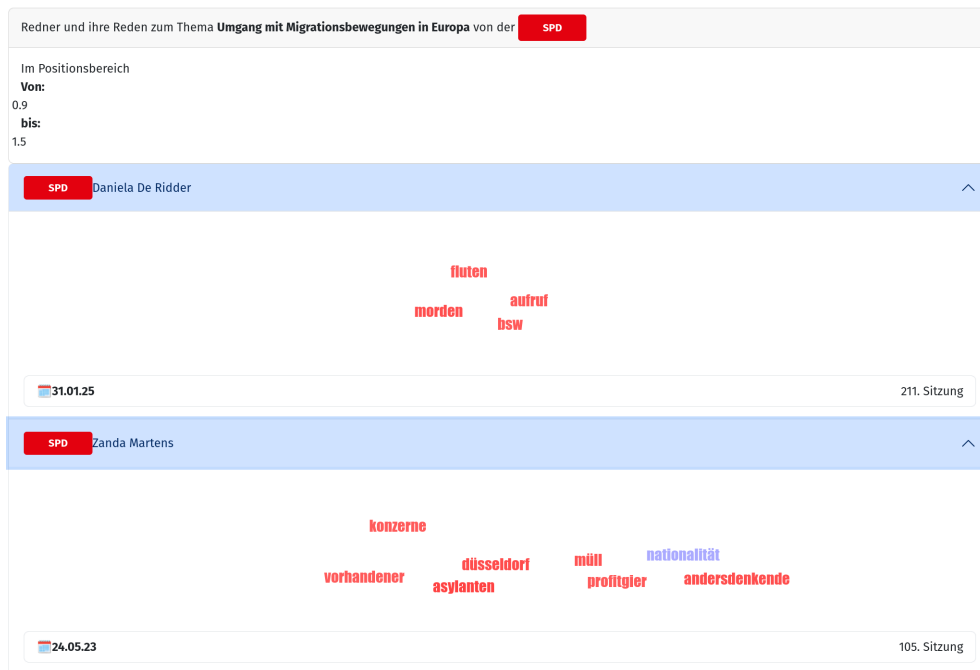 Redner und ihre Reden zum Thema Umgang mit Migrationsbewegungen in Europa von der SPD
Im Positionsbereich
Von:
0.9
bis:
1.5
SPD Daniela De Ridder
fluten
aufruf
morden
bsw
31.01.25 211. Sitzung
SPD Zanda Martens
konzerne
nationalität
müll
düsseldorf
vorhandener
andersdenkende
profitgier
asylanten
24.05.23 105. Sitzung